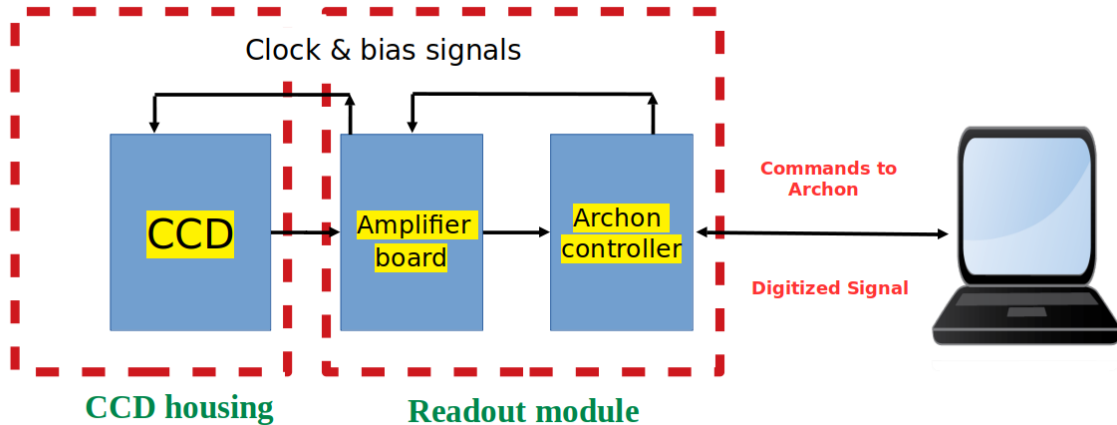 Clock & bias signals
CCD
Amplifier
board
Archon
controller
Commands to
Archon
Digitized Signal
CCD housing
Readout module